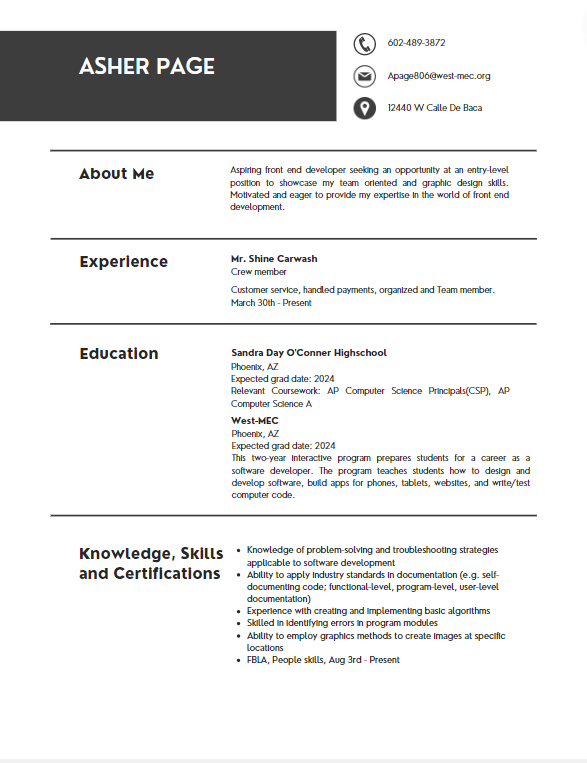 ASHER PAGE
602-489-3872
Apage806@west-mec.org
12440 W Calle De Baca
About Me
Aspiring front end developer seeking an opportunity at an entry-level
position to showcase my team oriented and graphic design skills.
Motivated and eager to provide my expertise in the world of front end
development.
Experience
Mr. Shine Carwash
Crew member
Customer service, handled payments, organized and Team member.
March 30th - Present
Education
Sandra Day O'Conner Highschool
Phoenix, AZ
Expected grad date: 2024
Relevant Coursework: AP Computer Science Principals(CSP), AP
Computer Science A
West-MEC
Phoenix, AZ
Expected grad date: 2024
This two-year interactive program prepares students for a career as a
software developer. The program teaches students how to design and
develop software, build apps for phones, tablets, websites, and write/test
computer code.
Knowledge, Skills
and Certifications
• Knowledge of problem-solving and troubleshooting strategies
applicable to software development
• Ability to apply industry standards in documentation (e.g. self-
documenting code; functional-level, program-level, user-level
documentation)
• Experience with creating and implementing basic algorithms
• Skilled in identifying errors in program modules
• Ability to employ graphics methods to create images at specific
locations
• FBLA, People skills, Aug 3rd - Present